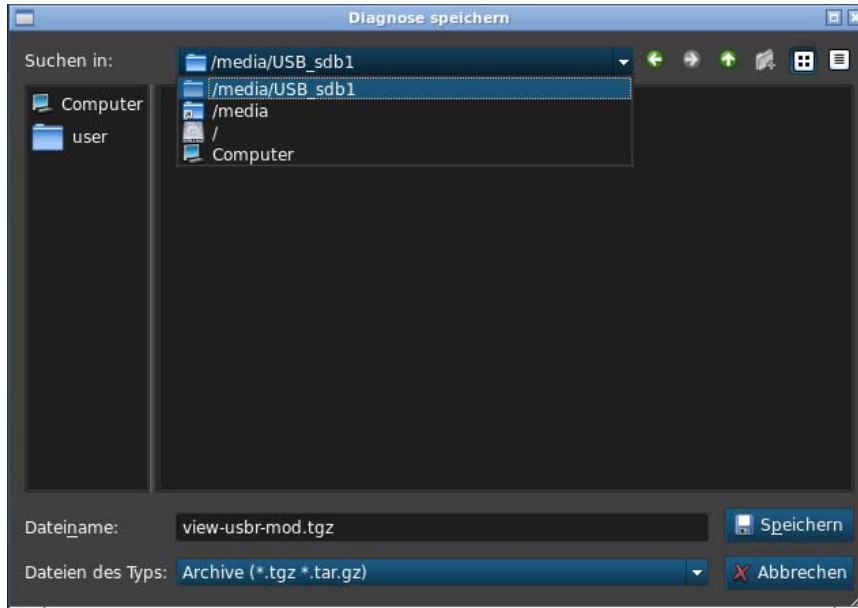 Diagnose speichern
Suchen in: /media/USB_sdb1
/media/USB_sdb1
/media
/
Computer
Computer
user
Dateiname: view-usbr-mod.tgz Speichern
Dateien des Typs: Archive (*.tgz *.tar.gz) Abbrechen